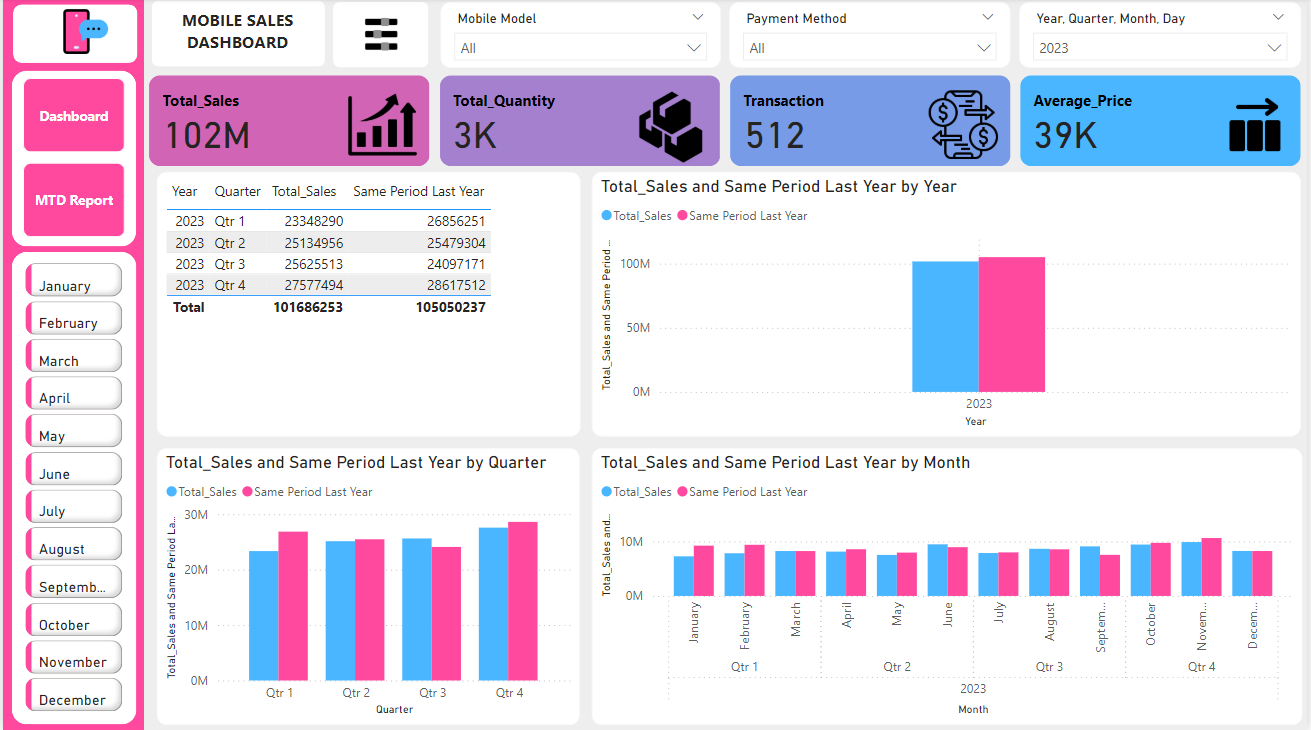 MOBILE SALES
DASHBOARD
Mobile Model
All
Payment Method
All
Year, Quarter, Month, Day
2023
Dashboard
MTD Report
January
February
March
April
May
June
July
August
Septemb...
October
November
December
Total_Sales
102M
Total_Quantity
3K
Transaction
512
Average_Price
39K
Year Quarter Total_Sales Same Period Last Year
2023 Qtr 1 23348290 26856251
2023 Qtr 2 25134956 25479304
2023 Qtr 3 25625513 24097171
2023 Qtr 4 27577494 28617512
Total 101686253 105050237
Total_Sales and Same Period Last Year by Year
Total_Sales Same Period Last Year
Total_Sales and Same Period ...
100M
50M
0M
2023
Year
Total_Sales and Same Period Last Year by Quarter
Total_Sales Same Period Last Year
Total_Sales and Same Period La...
30M
20M
10M
0M
Qtr 1 Qtr 2 Qtr 3 Qtr 4
Quarter
Total_Sales and Same Period Last Year by Month
Total_Sales Same Period Last Year
Total_Sales and...
10M
0M
January February March April May June July August Septem... October Novem... Decem...
Qtr 1 Qtr 2 Qtr 3 Qtr 4
2023
Month